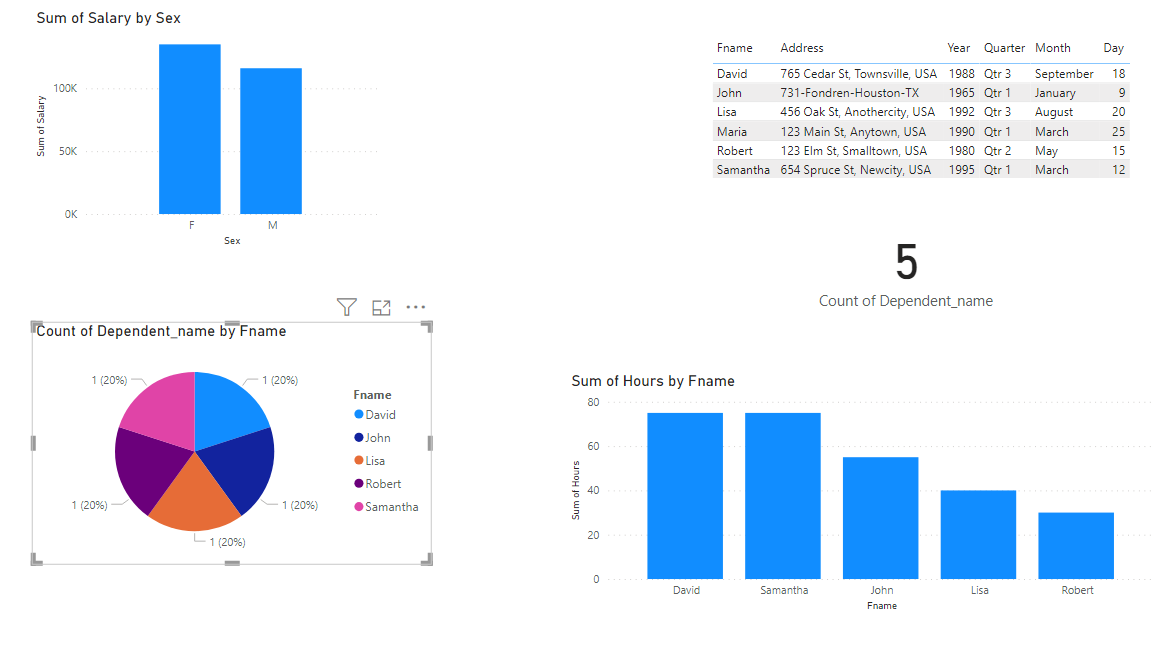 Sum of Salary by Sex
100K
50K
0K
Sum of Salary
F M
Sex
Fname Address Year Quarter Month Day
David 765 Cedar St, Townsville, USA 1988 Qtr 3 September 18
John 731-Fondren-Houston-TX 1965 Qtr 1 January 9
Lisa 456 Oak St, Anothercity, USA 1992 Qtr 3 August 20
Maria 123 Main St, Anytown, USA 1990 Qtr 1 March 25
Robert 123 Elm St, Smalltown, USA 1980 Qtr 2 May 15
Samantha 654 Spruce St, Newcity, USA 1995 Qtr 1 March 12
5
Count of Dependent_name
Count of Dependent_name by Fname
1 (20%) 1 (20%)
1 (20%) 1 (20%)
1 (20%)
Fname
David
John
Lisa
Robert
Samantha
Sum of Hours by Fname
80
60
40
20
0
Sum of Hours
David Samantha John Lisa Robert
Fname